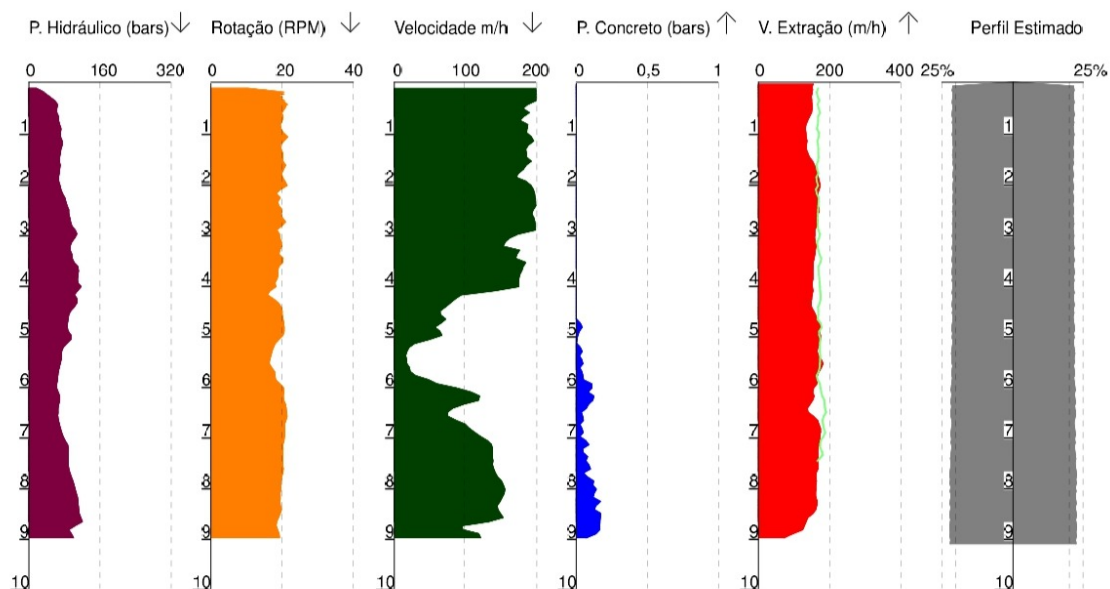 P. Hidráulico (bars) Rotação (RPM) Velocidade m/h P. Concreto (bars) V. Extração (m/h) Perfil Estimado
0 160 320 0 20 40 0 100 200 0 0,5 1 0 200 400 25% 25%
1 1 1 1 1 1
2 2 2 2 2 2
3 3 3 3 3 3
4 4 4 4 4 4
5 5 5 5 5 5
6 6 6 6 6 6
7 7 7 7 7 7
8 8 8 8 8 8
9 9 9 9 9 9
10 10 10 10 10 10